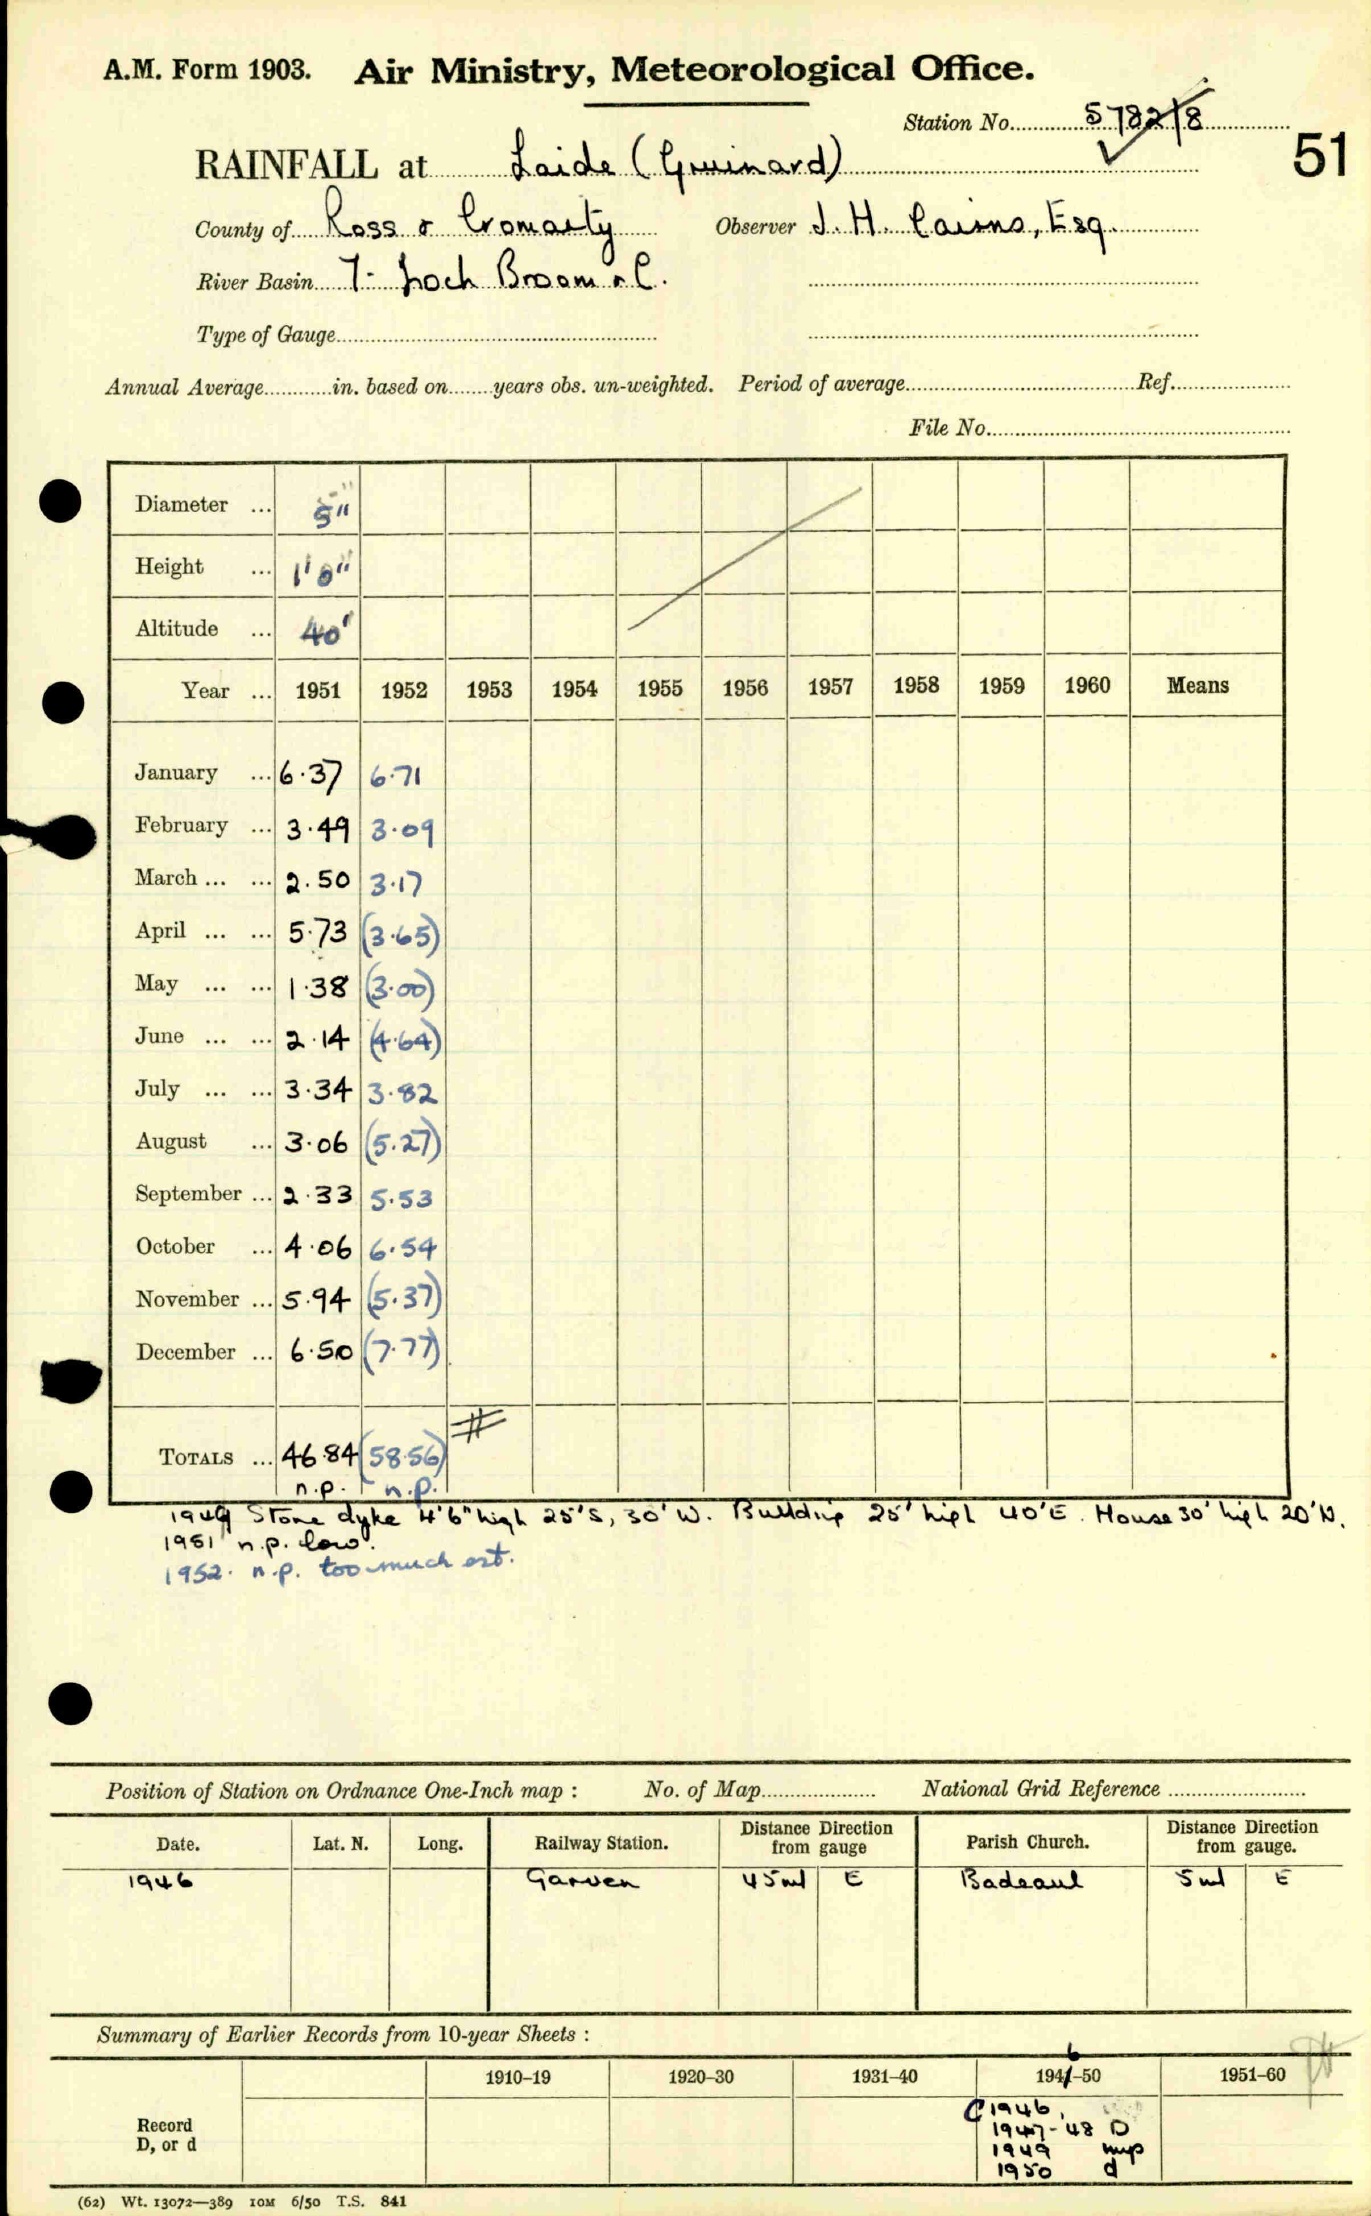 A.M. Form 1903. Air Ministry, Meteorological Office.
Station No. 5782/8
51
RAINFALL at Laide (Gruinard)
County of Ross & Cromarty Observer J. H. Cairns, Esq.
River Basin 7. Loch Broom &C.
Type of Gauge
Annual Average in. based on years obs. un-weighted. Period of average Ref.
File No.
Diameter ... 5"
Height ... 1'0"
Altitude ... 40'
Year ... 1951 1952 1953 1954 1955 1956 1957 1958 1959 1960 Means
January ... 6.37 6.71
February ... 3.49 3.09
March ... ... 2.50 3.17
April ... ... 5.73 (3.65)
May ... ... 1.38 (3.00)
June ... ... 2.14 (4.64)
July ... ... 3.34 3.82
August ... 3.06 (5.27)
September ... 2.33 5.53
October ... 4.06 6.54
November ... 5.94 (5.37)
December ... 6.50 (7.77)
TOTALS ... 46.84 (58.56)
n.p. n.p.
1949 Stone dyke 4'6" high 25'S, 30'W. Building 25' high 40'E. House 30' high 20'N.
1951 n.p. low.
1952. n.p. too much est.
Position of Station on Ordnance One-Inch map : No. of Map National Grid Reference
Date. Lat. N. Long. Railway Station. Distance Direction from gauge Parish Church. Distance Direction from gauge.
1946 Garven 45ml E Badcaul 5ml E
Summary of Earlier Records from 10-year Sheets :
6
1910–19 1920–30 1931–40 1941–50 1951–60
Record
D, or d
C 1946,
1947-48 D
1949 mp
1950 d
(62) Wt. 13072—389 10M 6/50 T.S. 841